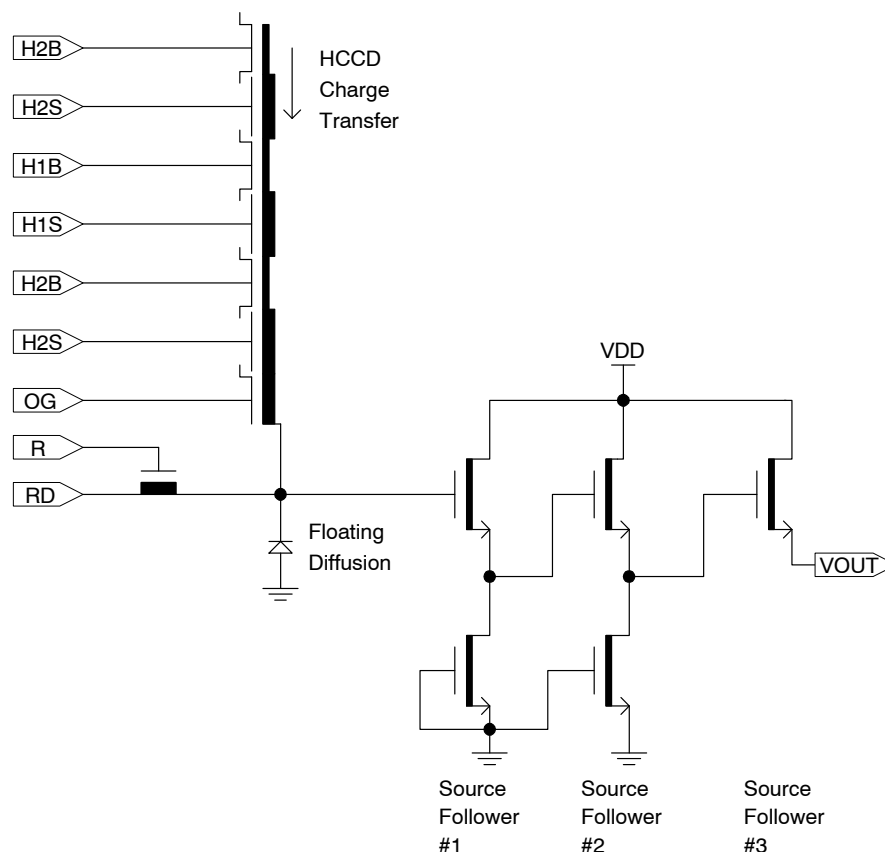 H2B
HCCD
Charge
Transfer
H2S
H1B
H1S
H2B
H2S
OG
R
RD
VDD
Floating
Diffusion
VOUT
Source
Follower
#1
Source
Follower
#2
Source
Follower
#3